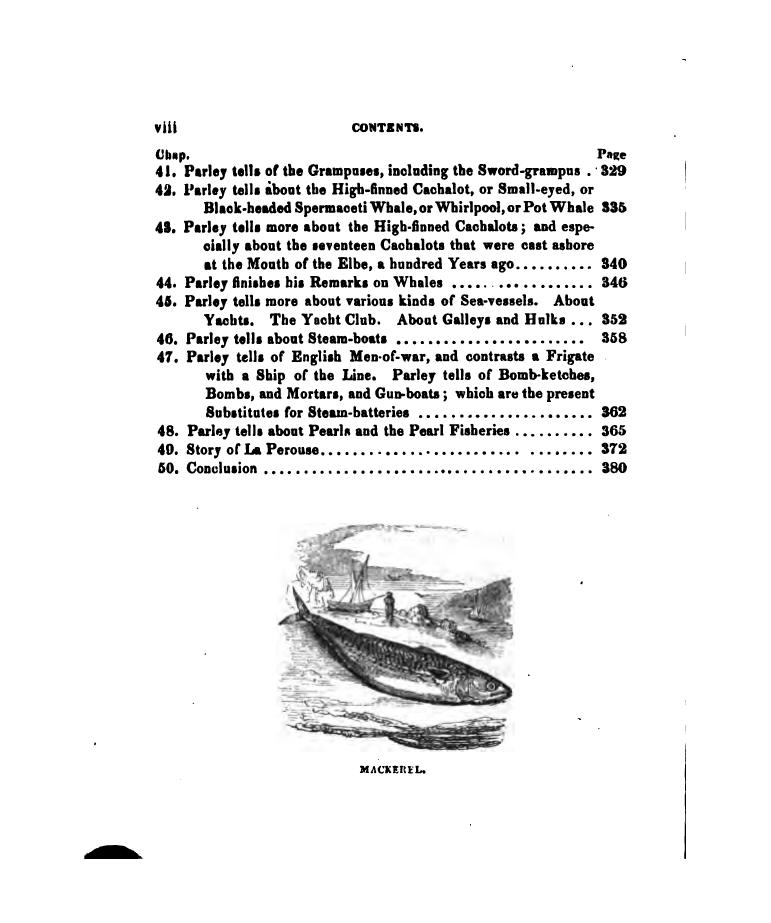 viii CONTENTS.
Chap. Page
41. Parley tells of the Grampuses, including the Sword-grampus . 329
42. Parley tells about the High-finned Cachalot, or Small-eyed, or
Black-headed Spermaceti Whale, or Whirlpool, or Pot Whale 335
43. Parley tells more about the High-finned Cachalots; and espe-
cially about the seventeen Cachalots that were cast ashore
at the Mouth of the Elbe, a hundred Years ago.......... 340
44. Parley finishes his Remarks on Whales ..... ............. 346
45. Parley tells more about various kinds of Sea-vessels. About
Yachts. The Yacht Club. About Galleys and Hulks ... 352
46. Parley tells about Steam-boats ........................ 358
47. Parley tells of English Men-of-war, and contrasts a Frigate
with a Ship of the Line. Parley tells of Bomb-ketches,
Bombs, and Mortars, and Gun-boats; which are the present
Substitutes for Steam-batteries ...................... 362
48. Parley tells about Pearls and the Pearl Fisheries .......... 365
49. Story of La Perouse......................... ........ 372
50. Conclusion .......................................... 380
MACKEREL.